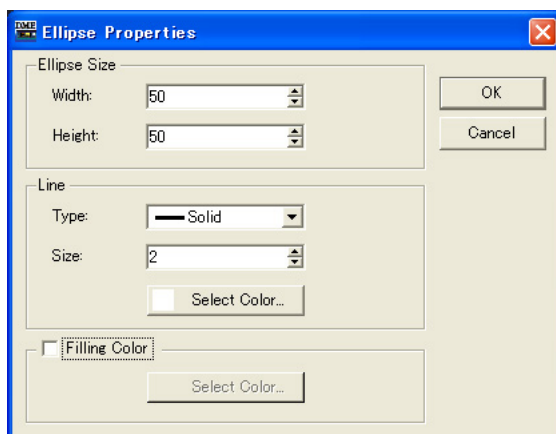 DME
Ellipse Properties
Ellipse Size
Width: 50
Height: 50
OK
Cancel
Line
Type: Solid
Size: 2
Select Color...
Filling Color
Select Color...